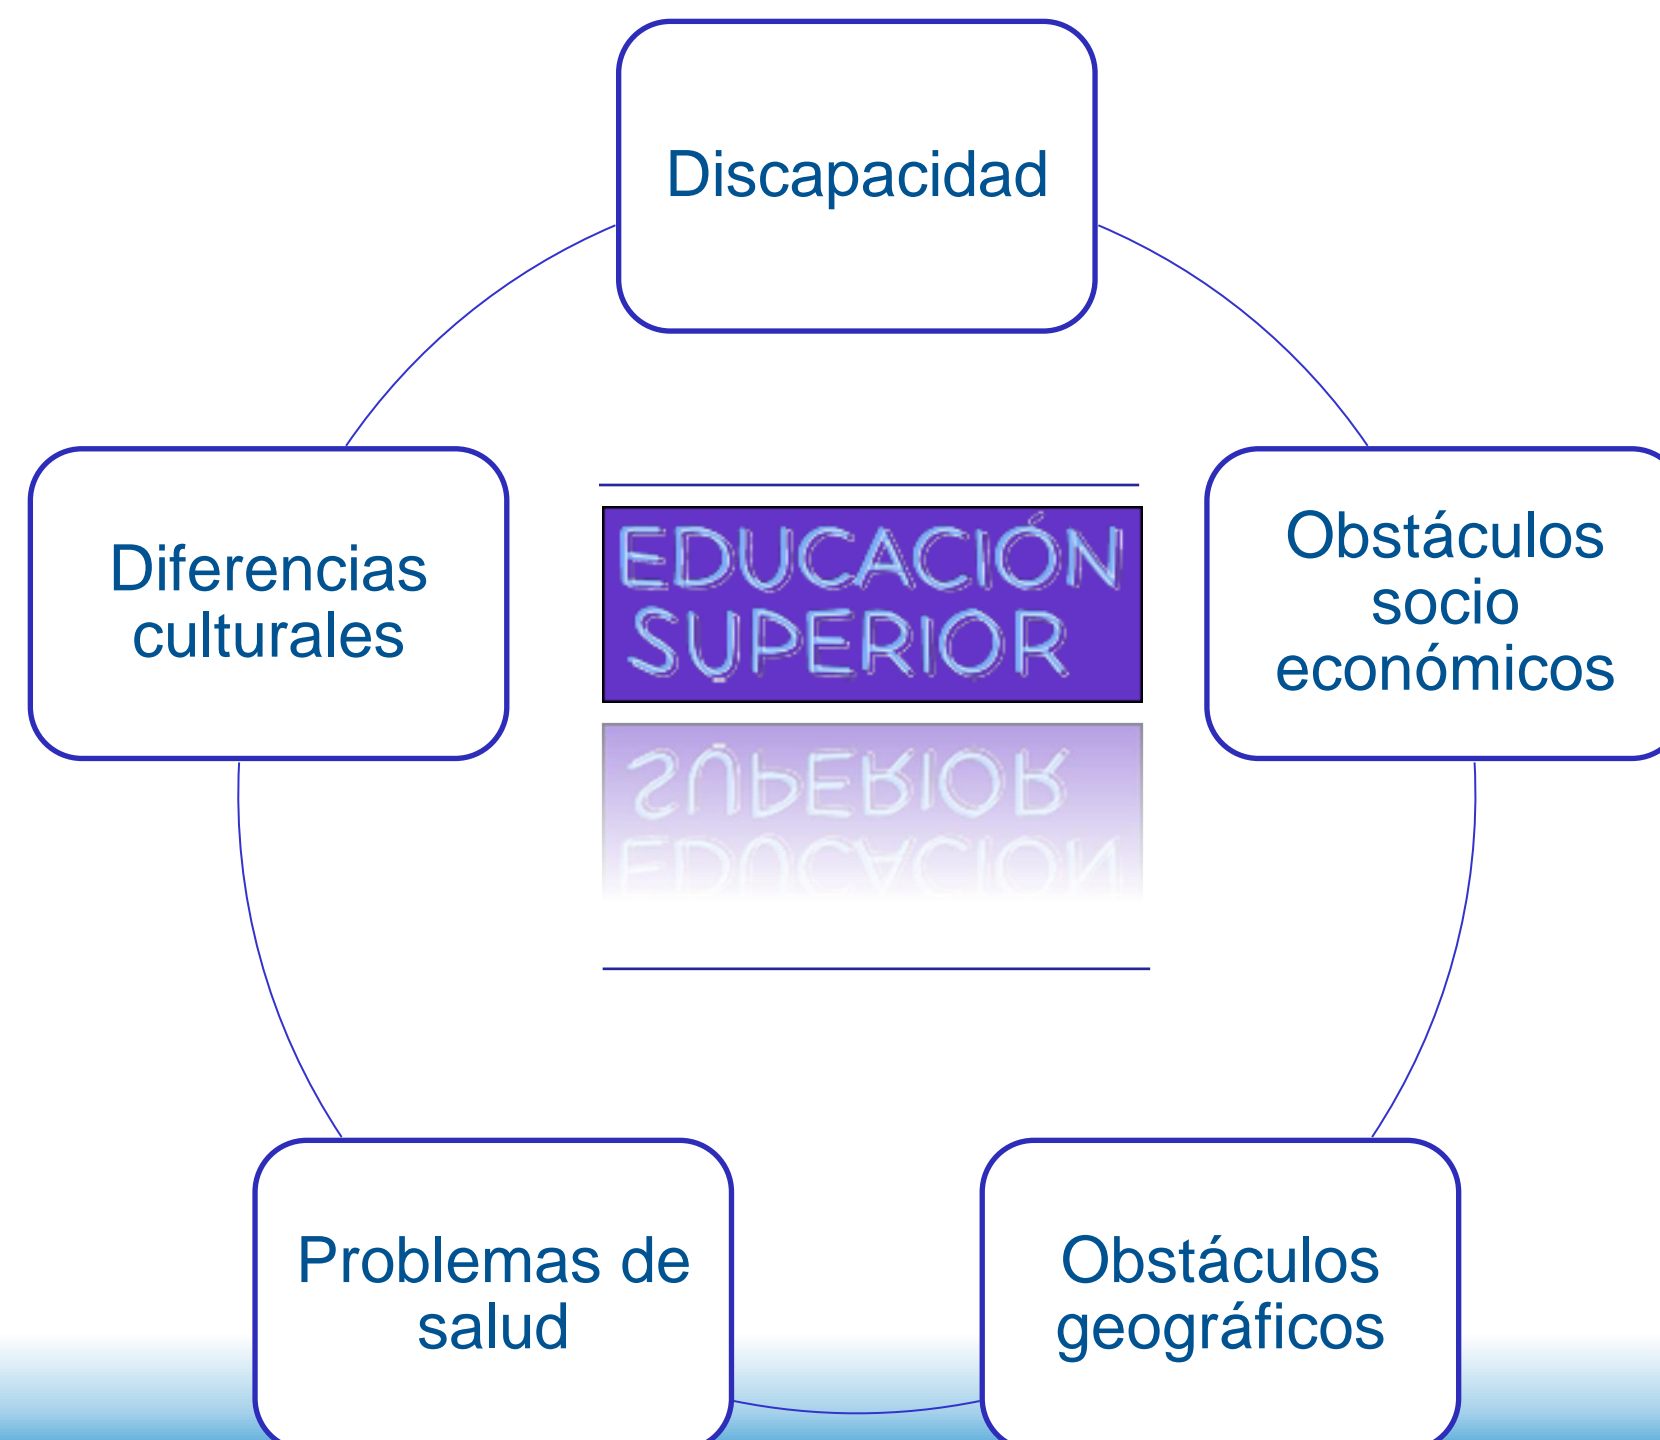 Discapacidad
Diferencias
culturales
EDUCACIÓN
SUPERIOR
Obstáculos
socio
económicos
Problemas de
salud
Obstáculos
geográficos